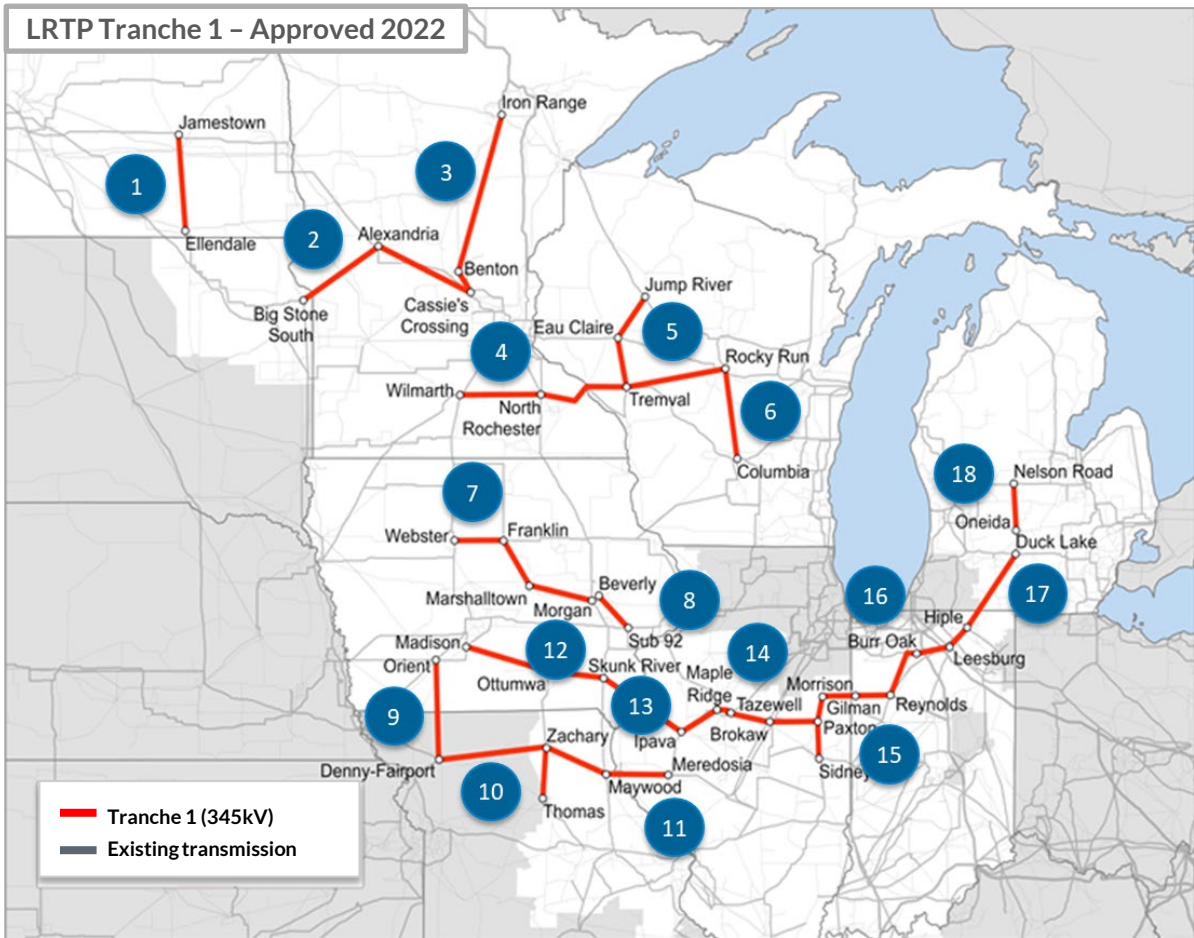 LRTP Tranche 1 – Approved 2022
Iron Range
Jamestown
3
1
2
Alexandria
Ellendale
Benton
Big Stone
South
Cassie's
Crossing
Jump River
Eau Claire
5
4
Rocky Run
Wilmarth
North
Rochester
Tremval
6
Columbia
18
Nelson Road
7
Oneida
Webster
Franklin
Duck Lake
Marshalltown
Beverly
Morgan
8
16
17
Hiple
Sub 92
Madison
Burr Oak
Leesburg
Orient
12
14
Skunk River
Ottumwa
Maple
Ridge
Morrison
Tazewell
Gilman
Reynolds
9
13
Brokaw
Paxton
Ipava
Zachary
15
Denny-Fairport
Meredosia
Sidney
Maywood
10
Thomas
11
Tranche 1 (345kV)
Existing transmission